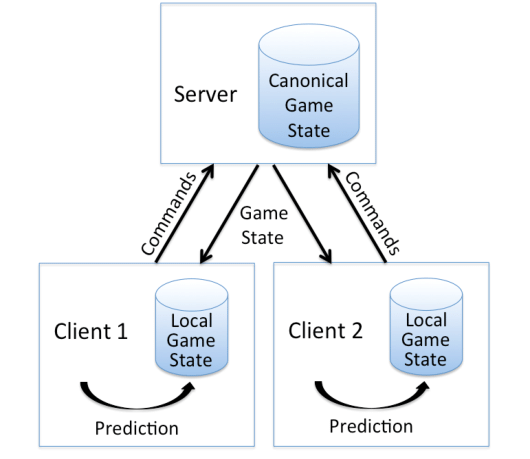 Server
Canonical
Game
State
Commands
Game
State
Commands
Client 1
Local
Game
State
Prediction
Client 2
Local
Game
State
Prediction